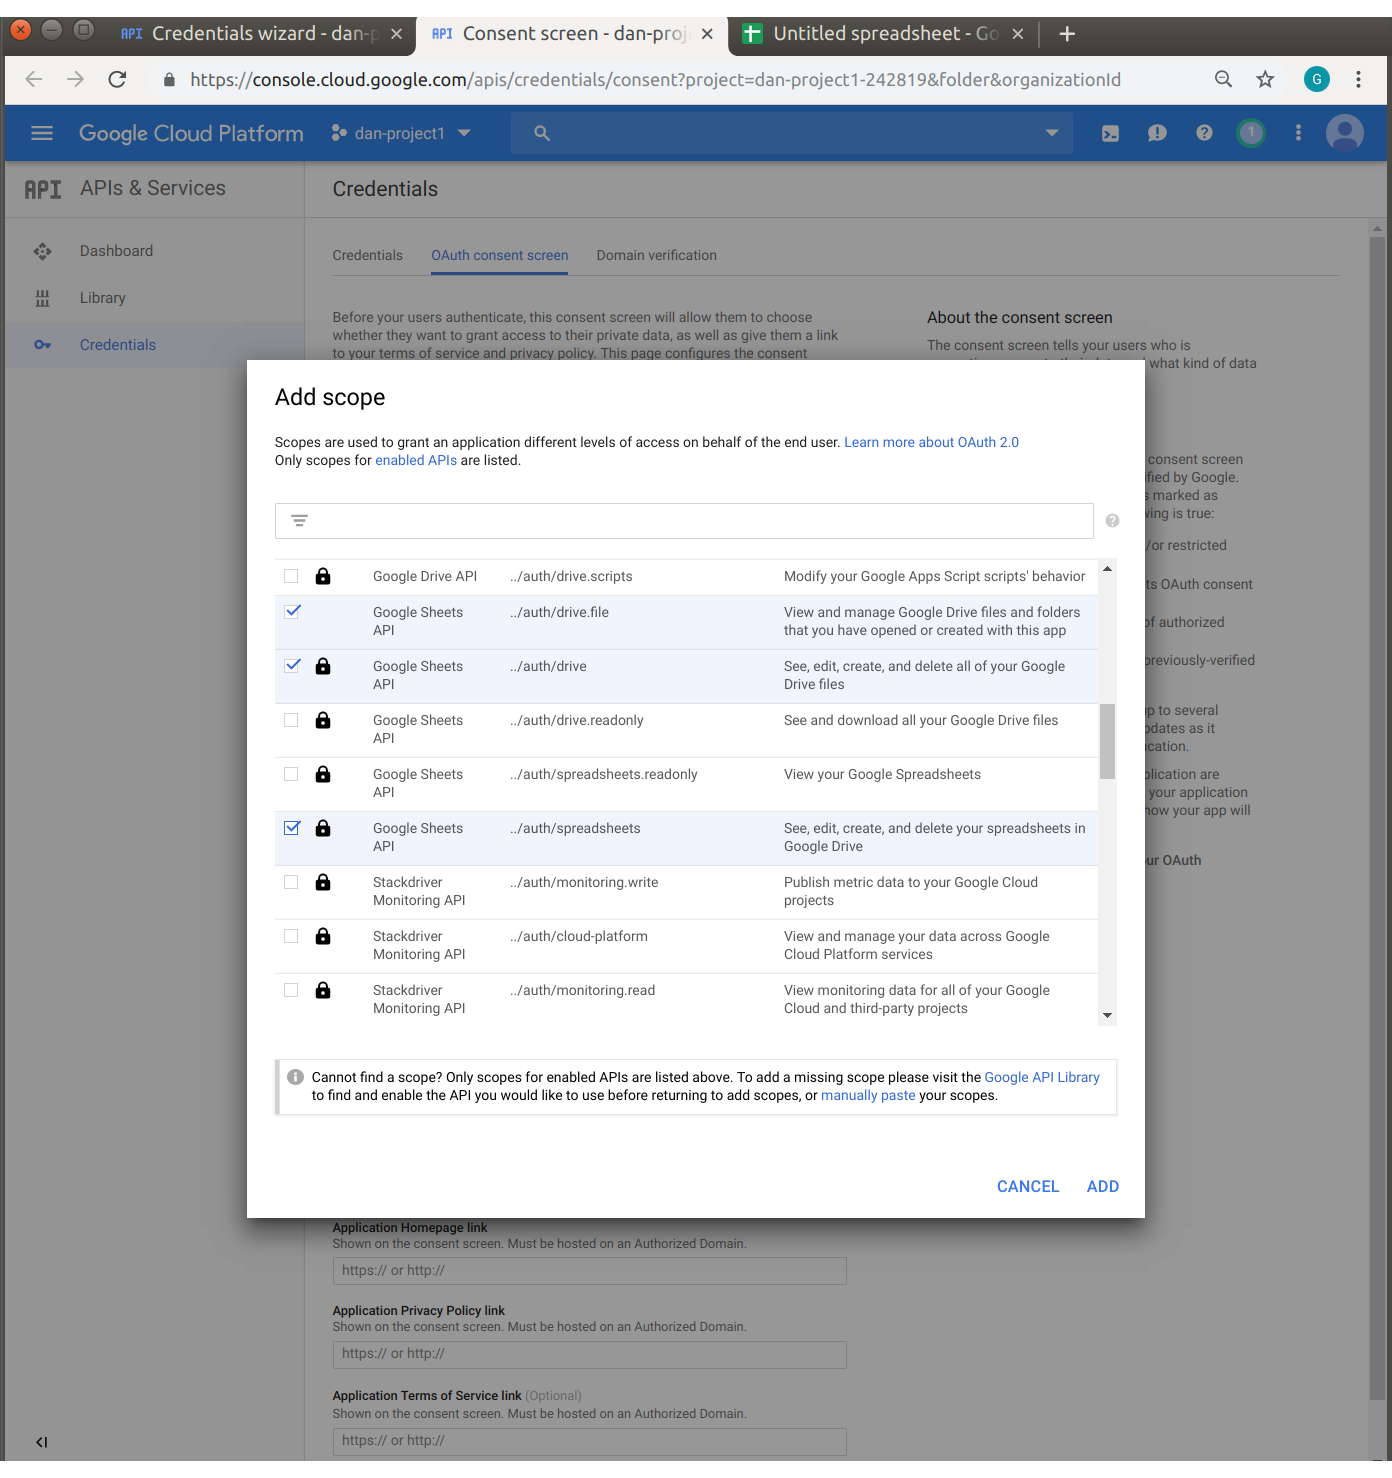 API Credentials wizard - dan-p
API Consent screen - dan-proj
Untitled spreadsheet - Go
https://console.cloud.google.com/apis/credentials/consent?project=dan-project1-242819&folder&organizationId
G
Google Cloud Platform
dan-project1
1
API APIs & Services
Credentials
Dashboard
Library
Credentials
Credentials
OAuth consent screen
Domain verification
Before your users authenticate, this consent screen will allow them to choose
whether they want to grant access to their private data, as well as give them a link
to your terms of service and privacy policy. This page configures the consent
About the consent screen
The consent screen tells your users who is
what kind of data
consent screen
ified by Google.
marked as
ing is true:
/or restricted
ts OAuth consent
of authorized
previously-verified
up to several
pdates as it
cation.
plication are
your application
how your app will
ur OAuth
Add scope
Scopes are used to grant an application different levels of access on behalf of the end user. Learn more about OAuth 2.0
Only scopes for enabled APIs are listed.
Google Drive API ../auth/drive.scripts Modify your Google Apps Script scripts' behavior
Google Sheets ../auth/drive.file View and manage Google Drive files and folders
API that you have opened or created with this app
Google Sheets ../auth/drive See, edit, create, and delete all of your Google
API Drive files
Google Sheets ../auth/drive.readonly See and download all your Google Drive files
API
Google Sheets ../auth/spreadsheets.readonly View your Google Spreadsheets
API
Google Sheets ../auth/spreadsheets See, edit, create, and delete your spreadsheets in
API Google Drive
Stackdriver ../auth/monitoring.write Publish metric data to your Google Cloud
Monitoring API projects
Stackdriver ../auth/cloud-platform View and manage your data across Google
Monitoring API Cloud Platform services
Stackdriver ../auth/monitoring.read View monitoring data for all of your Google
Monitoring API Cloud and third-party projects
Cannot find a scope? Only scopes for enabled APIs are listed above. To add a missing scope please visit the Google API Library
to find and enable the API you would like to use before returning to add scopes, or manually paste your scopes.
CANCEL ADD
Application Homepage link
Shown on the consent screen. Must be hosted on an Authorized Domain.
https:// or http://
Application Privacy Policy link
Shown on the consent screen. Must be hosted on an Authorized Domain.
https:// or http://
Application Terms of Service link (Optional)
Shown on the consent screen. Must be hosted on an Authorized Domain.
https:// or http://